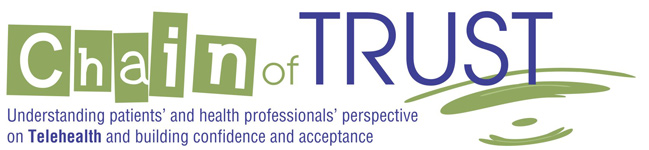 Chain of TRUST
Understanding patients' and health professionals' perspective
on Telehealth and building confidence and acceptance